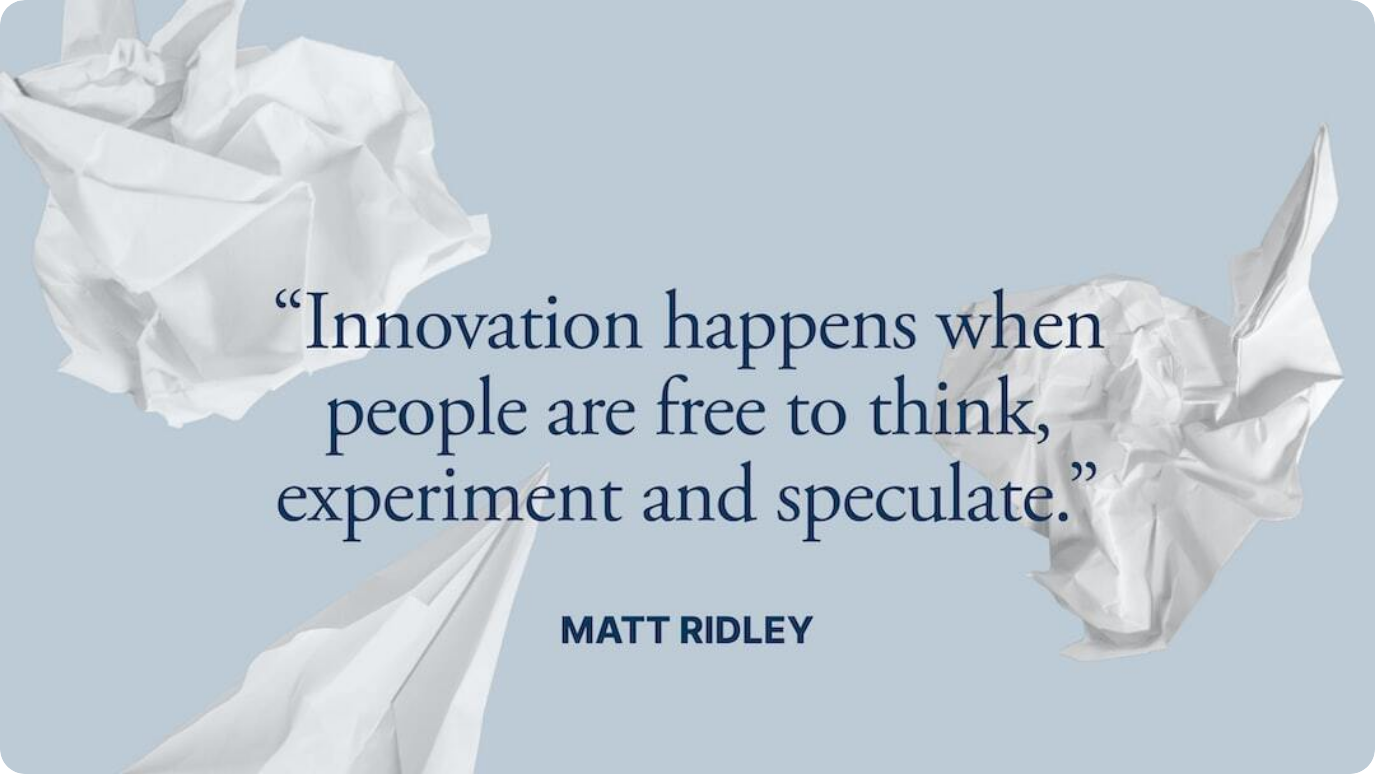 “Innovation happens when
people are free to think,
experiment and speculate.”
MATT RIDLEY